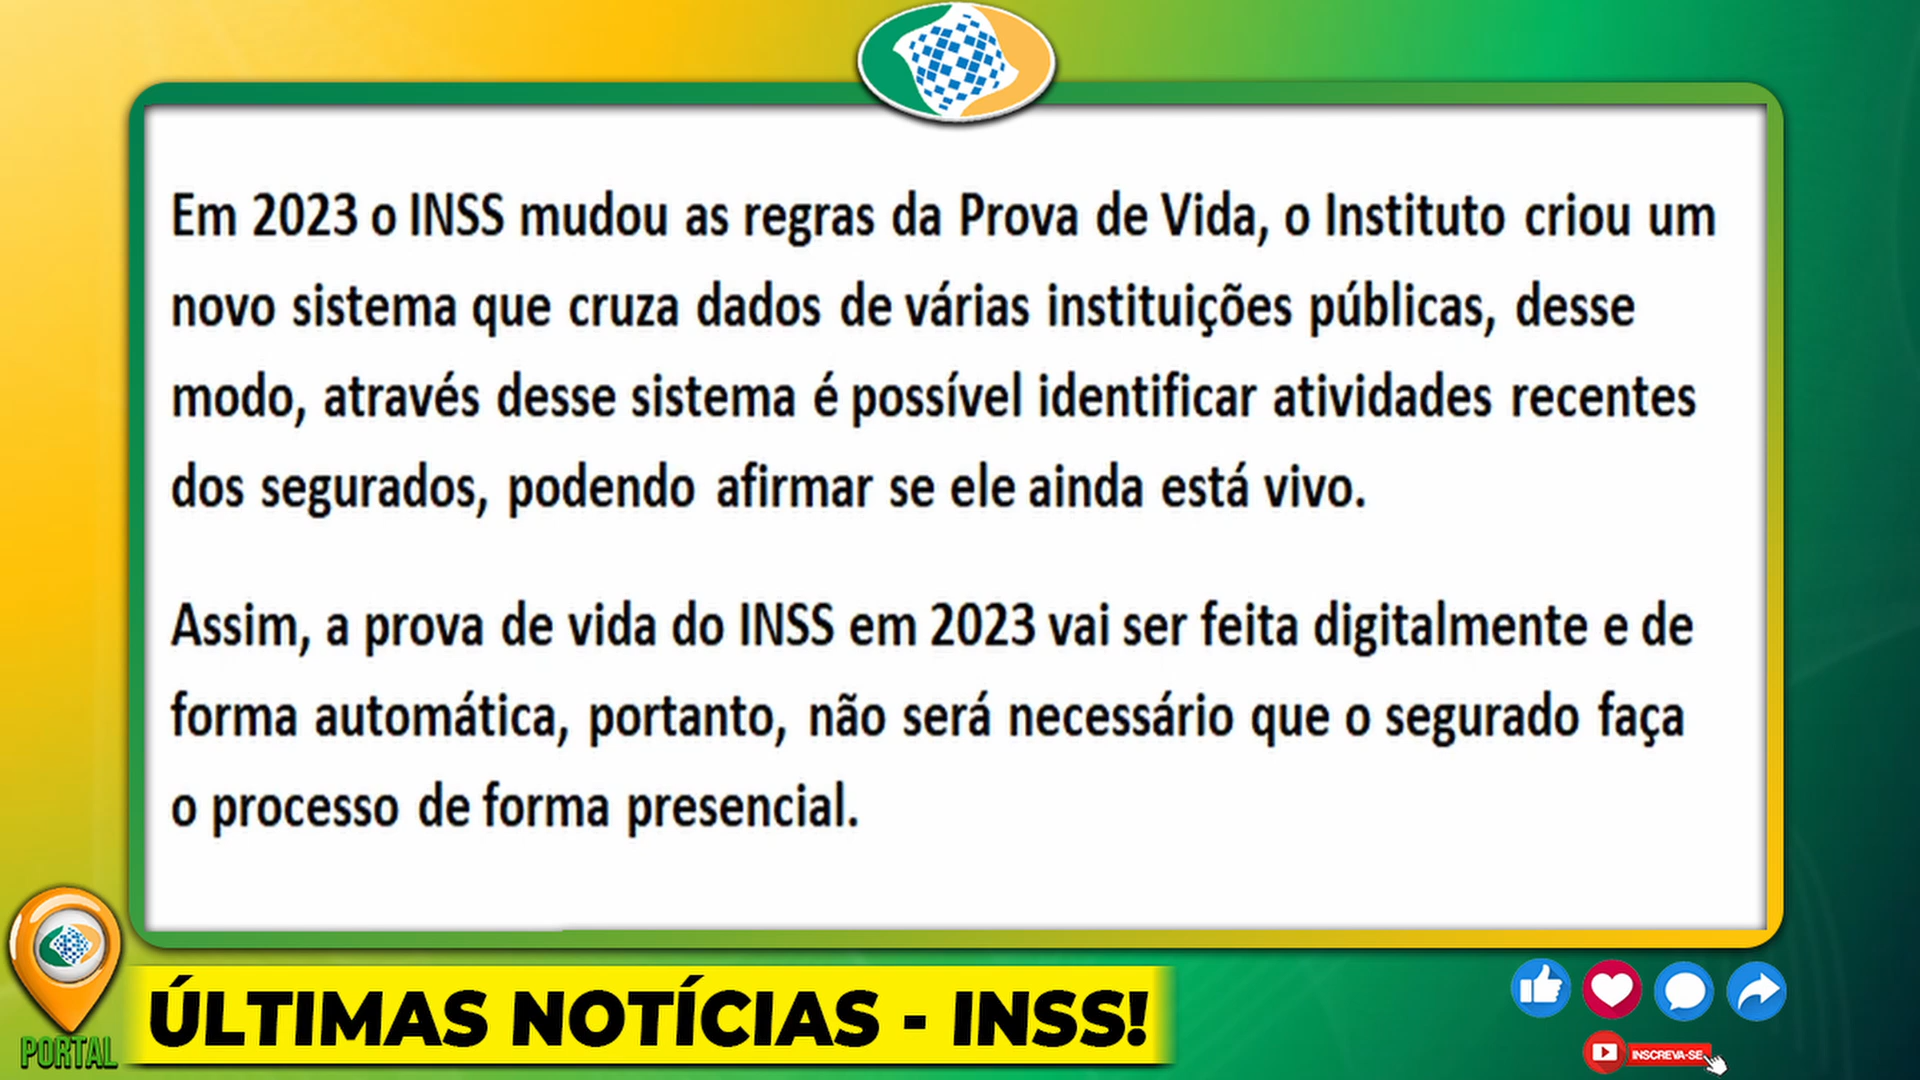 Em 2023 o INSS mudou as regras da Prova de Vida, o Instituto criou um
novo sistema que cruza dados de várias instituições públicas, desse
modo, através desse sistema é possível identificar atividades recentes
dos segurados, podendo afirmar se ele ainda está vivo.
Assim, a prova de vida do INSS em 2023 vai ser feita digitalmente e de
forma automática, portanto, não será necessário que o segurado faça
o processo de forma presencial.
PORTAL
ÚLTIMAS NOTÍCIAS - INSS!
INSCREVA-SE